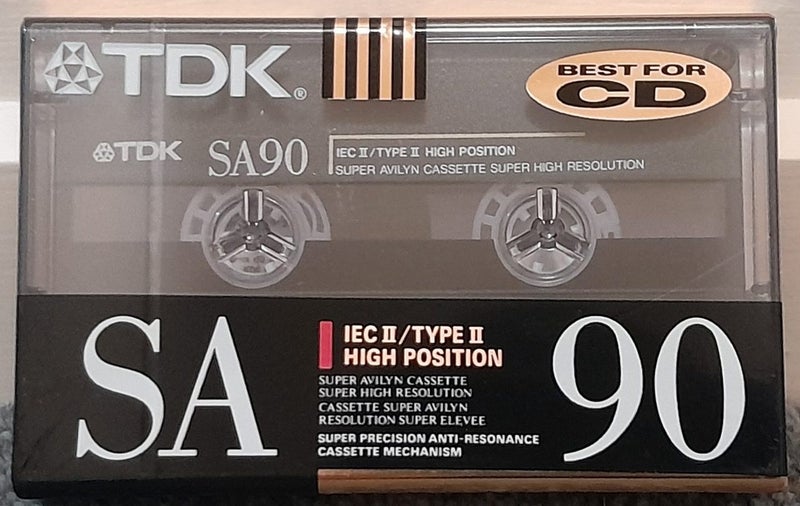 TDK®
BEST FOR
CD
TDK SA90
IEC II/TYPE II HIGH POSITION
SUPER AVILYN CASSETTE SUPER HIGH RESOLUTION
SA
IEC II/TYPE II
HIGH POSITION
SUPER AVILYN CASSETTE
SUPER HIGH RESOLUTION
CASSETTE SUPER AVILYN
RESOLUTION SUPER ELEVEE
SUPER PRECISION ANTI-RESONANCE
CASSETTE MECHANISM
90